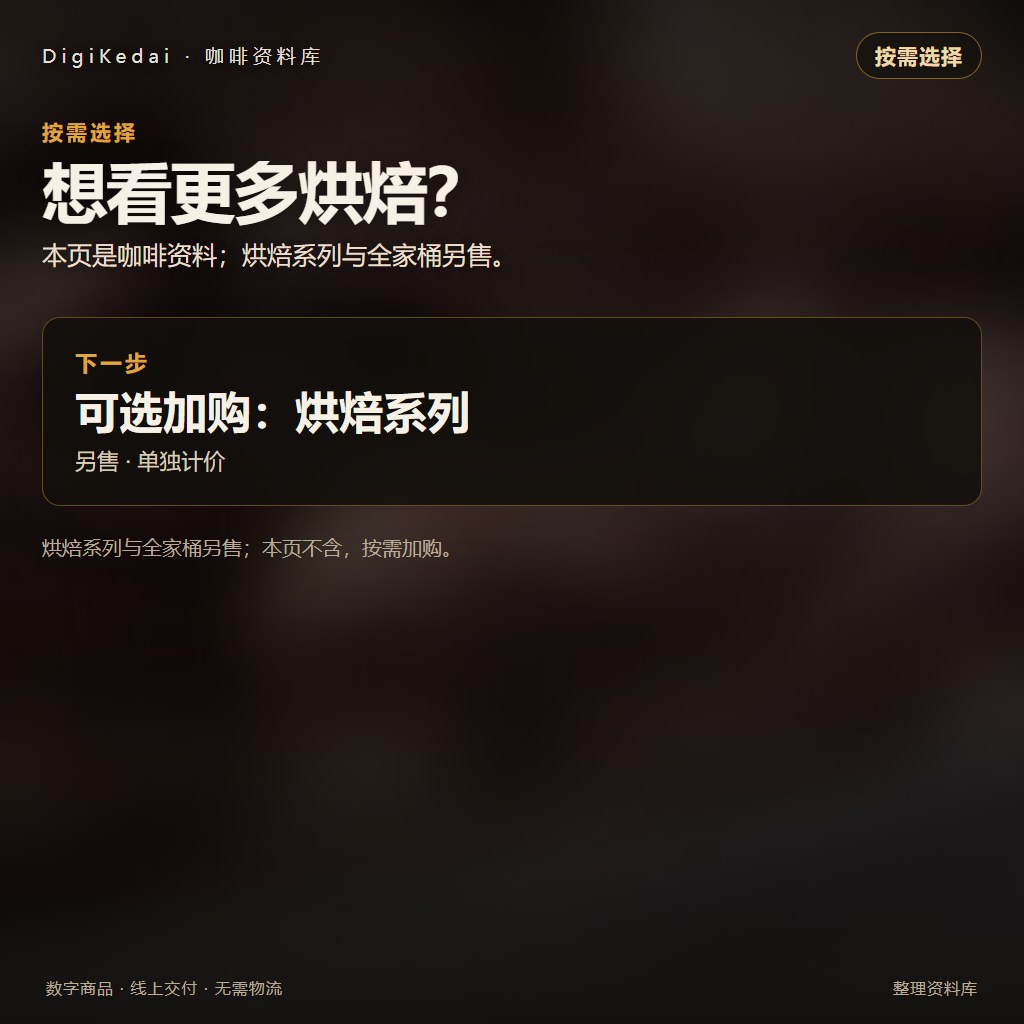 DigiKedai · 咖啡资料库
按需选择
按需选择
想看更多烘焙？
本页是咖啡资料；烘焙系列与全家桶另售。
下一步
可选加购：烘焙系列
另售 · 单独计价
烘焙系列与全家桶另售；本页不含，按需加购。
数字商品 · 线上交付 · 无需物流
整理资料库